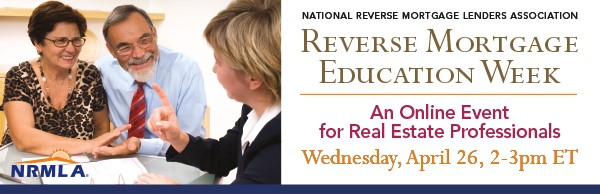 NATIONAL REVERSE MORTGAGE LENDERS ASSOCIATION
REVERSE MORTGAGE
EDUCATION WEEK
An Online Event
for Real Estate Professionals
Wednesday, April 26, 2-3pm ET
NRMLA